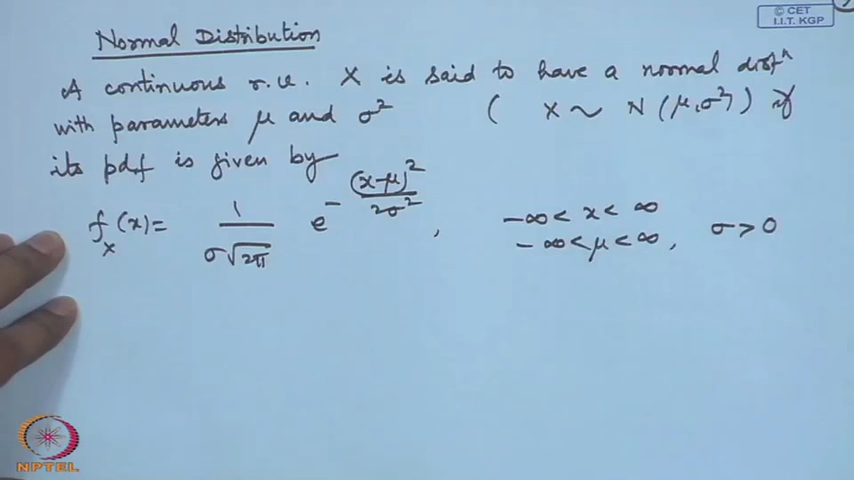 © CET
I.I.T. KGP
Normal Distribution
A continuous r.v. X is said to have a normal distⁿ
with parameters μ and σ² ( X ~ N (μ, σ²) ) if
its pdf is given by
f_X (x) = 1/(σ√2π) e^{-(x-μ)²/2σ²} , -∞ < x < ∞
-∞ < μ < ∞ , σ > 0
NPTEL